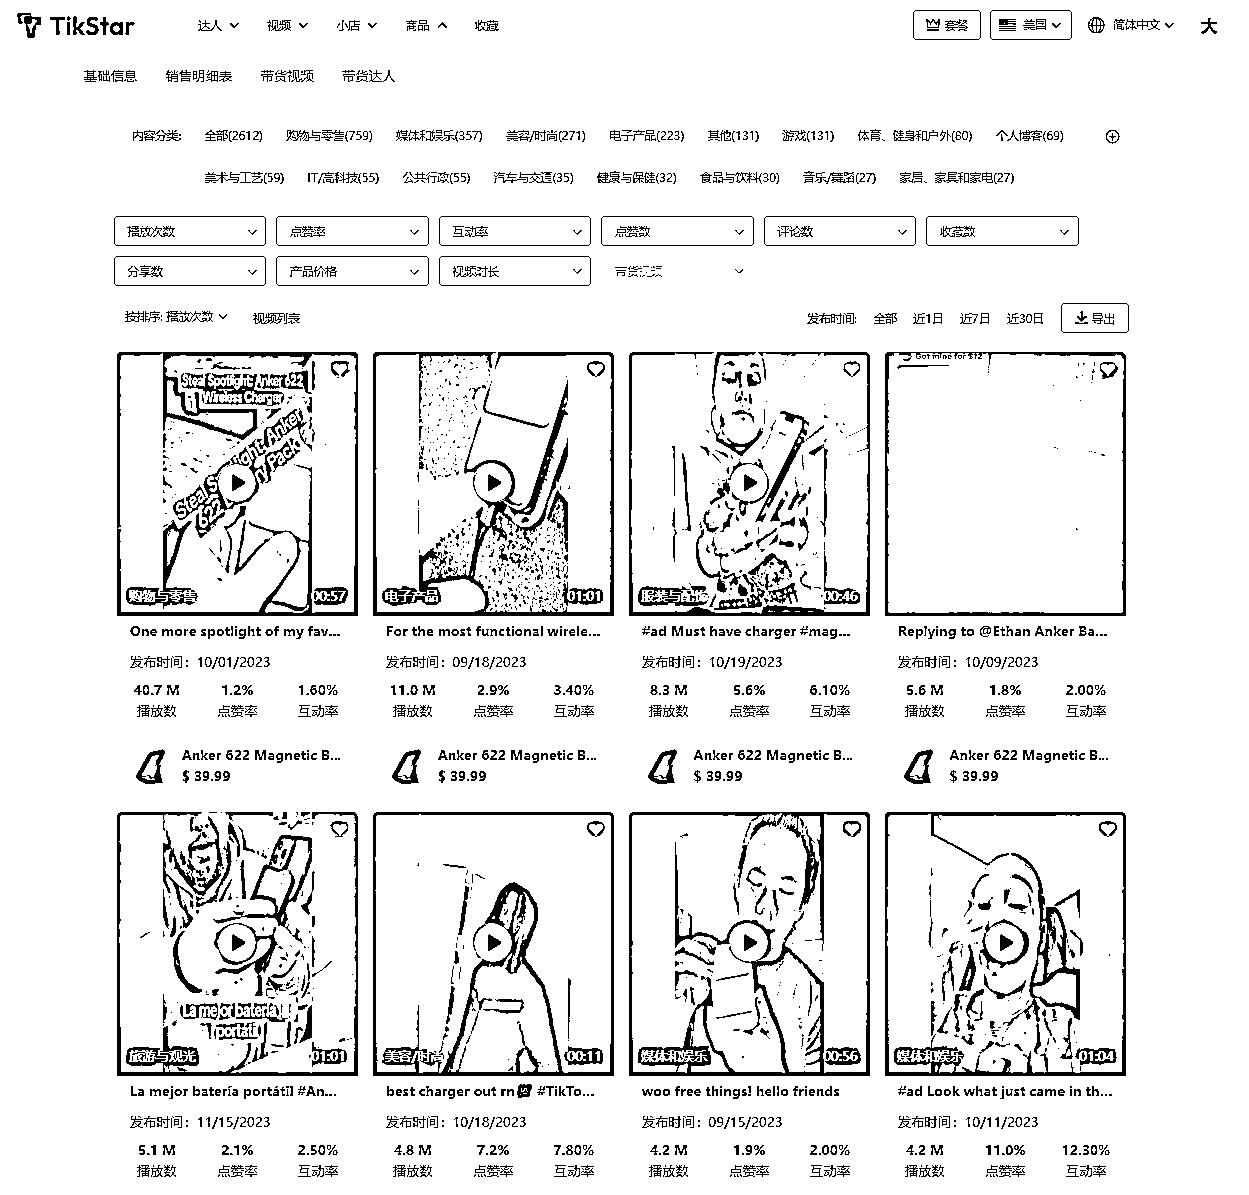 TikStar 达人 视频 小店 商品 收藏 套餐 美国 简体中文 大
基础信息 销售明细表 带货视频 带货达人
内容分类: 全部(2612) 购物与零售(759) 媒体和娱乐(357) 美容/时尚(271) 电子产品(223) 其他(131) 游戏(131) 体育、健身和户外(80) 个人博客(69)
美术与工艺(59) IT/高科技(55) 公共行政(55) 汽车与交通(35) 健康与保健(32) 食品与饮料(30) 音乐/舞蹈(27) 家居、家具和家电(27)
播放次数 点赞率 互动率 点赞数 评论数 收藏数
分享数 产品价格 视频时长 带货视频
按排序: 播放次数 视频列表 发布时间: 全部 近1日 近7日 近30日 导出
Steal Spotlight: Anker 622
Wireless Charger
Steal Spotlight: Anker
622 Battery Pack
Got mine for $12
购物与零售 00:57 电子产品 01:01 服装与配饰 00:46
One more spotlight of my fav... For the most functional wirele... #ad Must have charger #mag... Replying to @Ethan Anker Ba...
发布时间: 10/01/2023 发布时间: 09/18/2023 发布时间: 10/19/2023 发布时间: 10/09/2023
40.7 M 1.2% 1.60% 11.0 M 2.9% 3.40% 8.3 M 5.6% 6.10% 5.6 M 1.8% 2.00%
播放数 点赞率 互动率 播放数 点赞率 互动率 播放数 点赞率 互动率 播放数 点赞率 互动率
Anker 622 Magnetic B... Anker 622 Magnetic B... Anker 622 Magnetic B... Anker 622 Magnetic B...
$ 39.99 $ 39.99 $ 39.99 $ 39.99
La mejor batería
portátil
旅游与观光 01:01 美容/时尚 00:11 媒体和娱乐 00:56 媒体和娱乐 01:04
La mejor batería portátil #An... best charger out rn #TikTo... woo free things! hello friends #ad Look what just came in th...
发布时间: 11/15/2023 发布时间: 10/18/2023 发布时间: 09/15/2023 发布时间: 10/11/2023
5.1 M 2.1% 2.50% 4.8 M 7.2% 7.80% 4.2 M 1.9% 2.00% 4.2 M 11.0% 12.30%
播放数 点赞率 互动率 播放数 点赞率 互动率 播放数 点赞率 互动率 播放数 点赞率 互动率